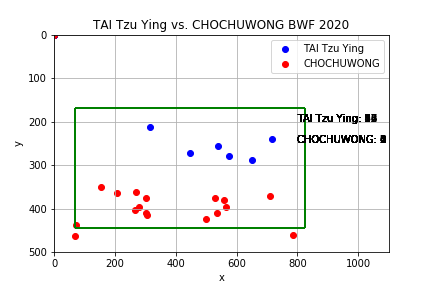 TAI Tzu Ying vs. CHOCHUWONG BWF 2020
TAI Tzu Ying
CHOCHUWONG
TAI Tzu Ying:
CHOCHUWONG:
0
100
200
300
400
500
y
0 200 400 600 800 1000
x